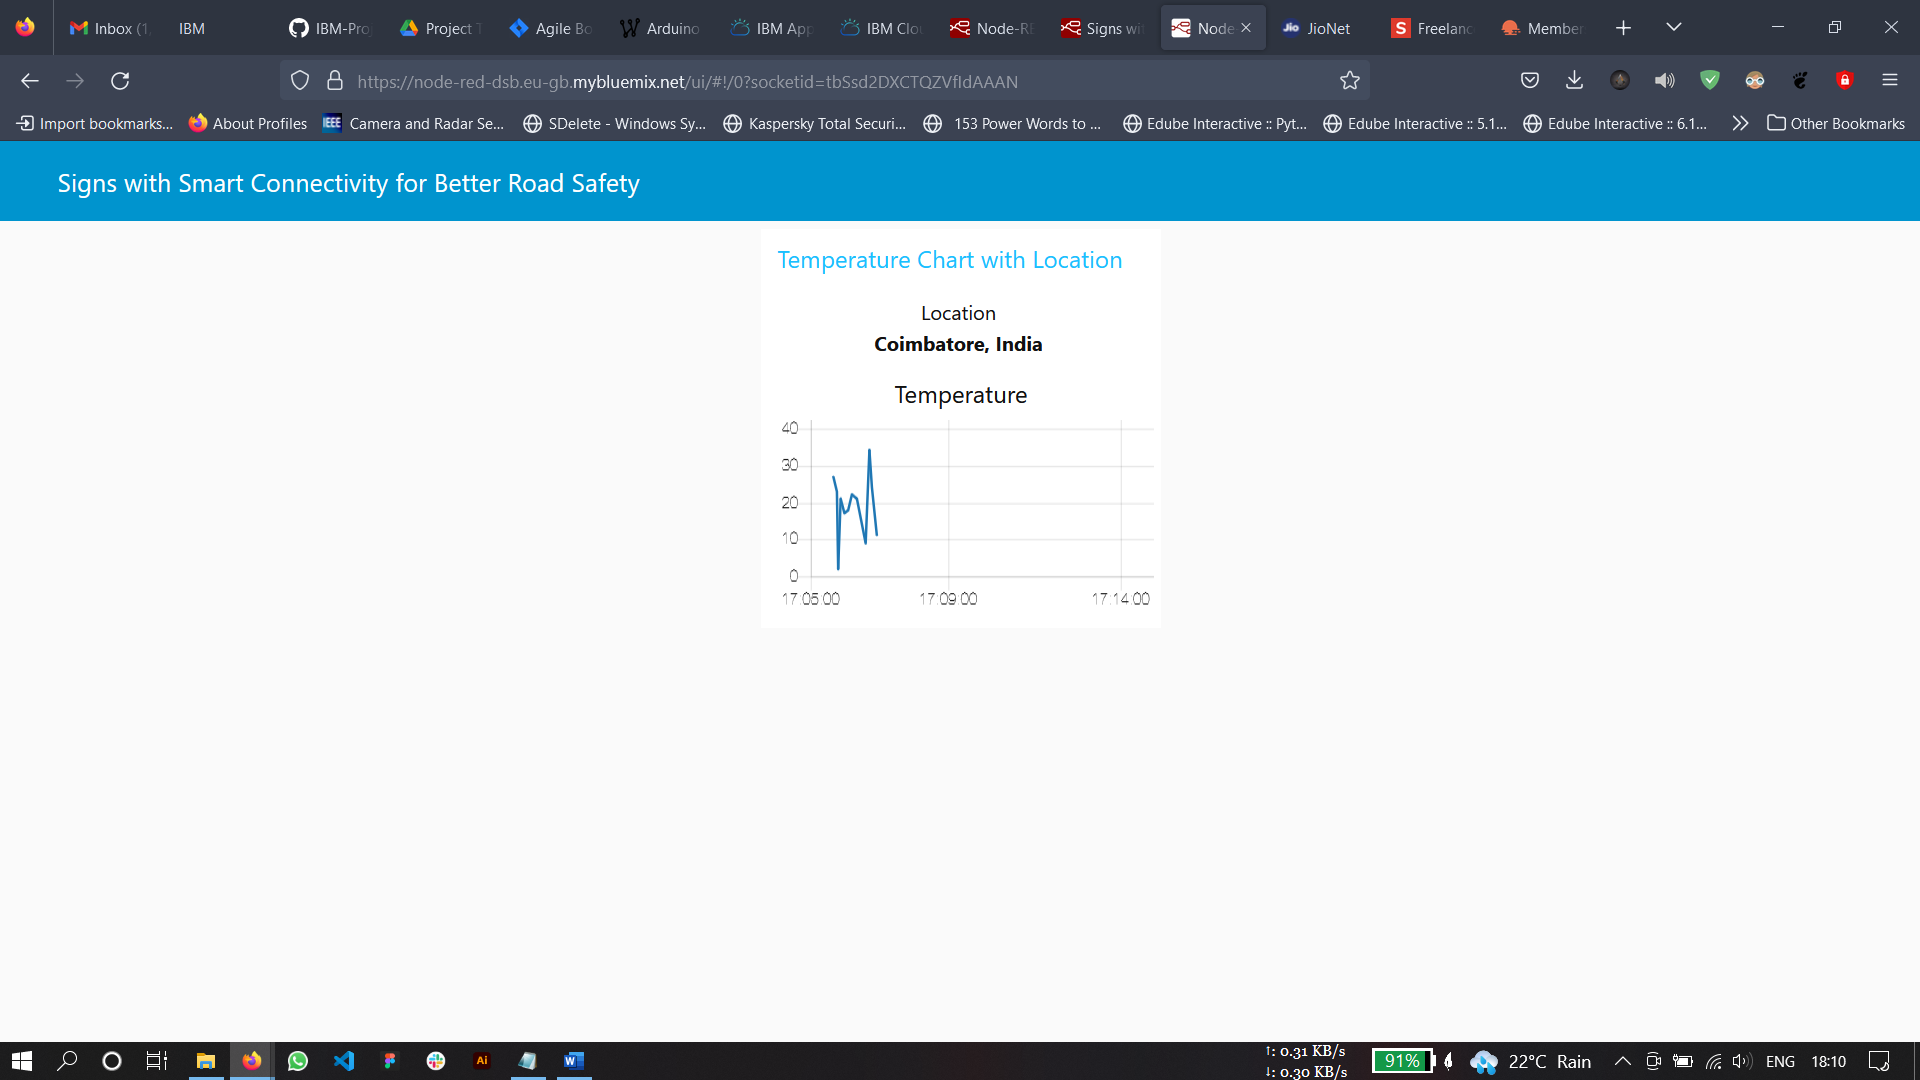 Inbox (1,
IBM
IBM-Pro
Project T
Agile Bo
Arduino
IBM App
IBM Clo
Node-RE
Signs wi
Node
JioNet
Freelanc
Member
https://node-red-dsb.eu-gb.mybluemix.net/ui/#!/0?socketid=tbSsd2DXCTQZVfIdAAAN
Import bookmarks...
About Profiles
IEEE
Camera and Radar Se...
SDelete - Windows Sy...
Kaspersky Total Securi...
153 Power Words to ...
Edube Interactive :: Pyt...
Edube Interactive :: 5.1...
Edube Interactive :: 6.1...
Other Bookmarks
Signs with Smart Connectivity for Better Road Safety
Temperature Chart with Location
Location
Coimbatore, India
Temperature
40
30
20
10
0
17:05:00
17:09:00
17:14:00
↑: 0.31 KB/s
↓: 0.30 KB/s
91%
22°C Rain
ENG
18:10